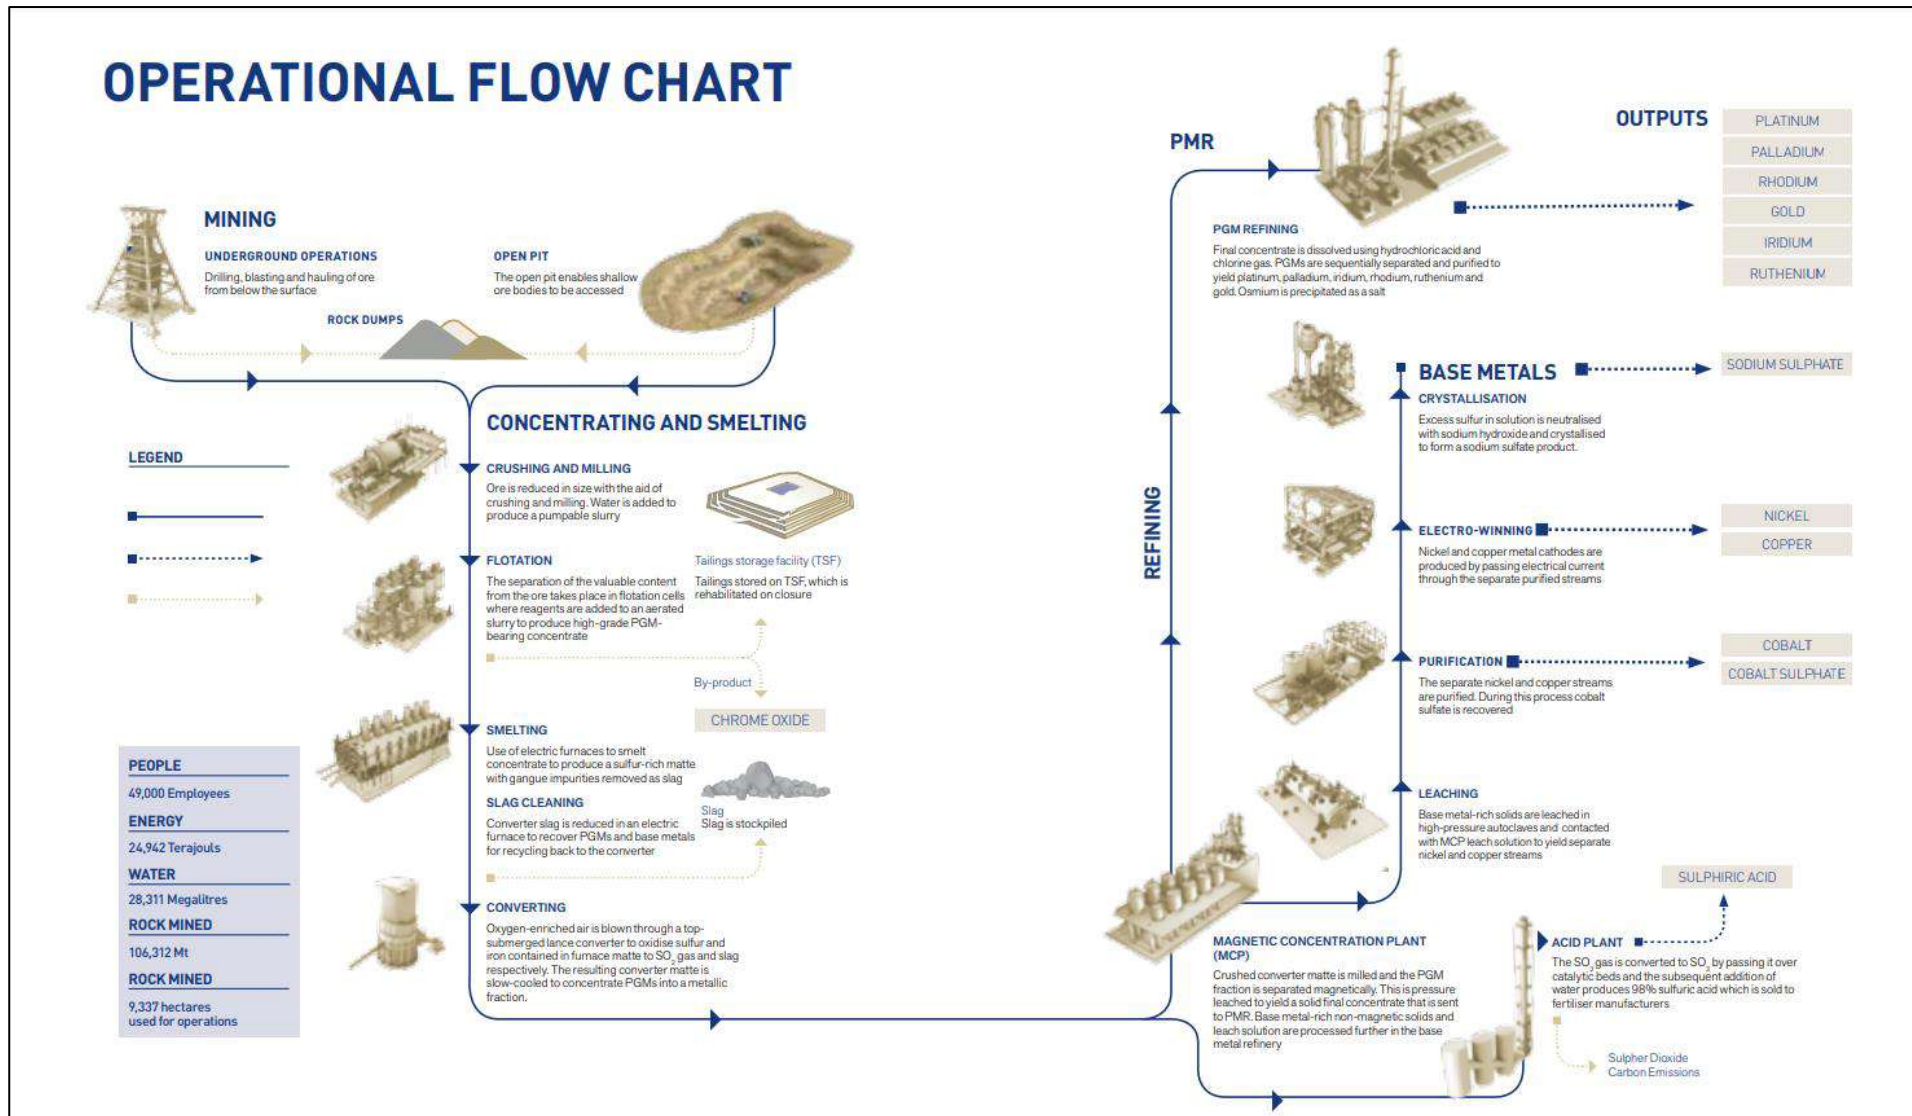 OPERATIONAL FLOW CHART
MINING
UNDERGROUND OPERATIONS
Drilling, blasting and hauling of ore
from below the surface
OPEN PIT
The open pit enables shallow
ore bodies to be accessed
ROCK DUMPS
LEGEND
CONCENTRATING AND SMELTING
CRUSHING AND MILLING
Ore is reduced in size with the aid of
crushing and milling. Water is added to
produce a pumpable slurry
FLOTATION
The separation of the valuable content
from the ore takes place in flotation cells
where reagents are added to an aerated
slurry to produce high-grade PGM-
bearing concentrate
Tailings storage facility (TSF)
Tailings stored on TSF, which is
rehabilitated on closure
By-product
CHROME OXIDE
SMELTING
Use of electric furnaces to smelt
concentrate to produce a sulfur-rich matte
with gangue impurities removed as slag
SLAG CLEANING
Converter slag is reduced in an electric
furnace to recover PGMs and base metals
for recycling back to the converter
Slag
Slag is stockpiled
CONVERTING
Oxygen-enriched air is blown through a top-
submerged lance converter to oxidise sulfur and
iron contained in furnace matte to SO2 gas and slag
respectively. The resulting converter matte is
slow-cooled to concentrate PGMs into a metallic
fraction.
PEOPLE
49,000 Employees
ENERGY
24,942 Terajouls
WATER
28,311 Megalitres
ROCK MINED
106,312 Mt
ROCK MINED
9,337 hectares
used for operations
REFINING
PMR
PGM REFINING
Final concentrate is dissolved using hydrochloric acid and
chlorine gas. PGMs are sequentially separated and purified to
yield platinum, palladium, iridium, rhodium, ruthenium and
gold. Osmium is precipitated as a salt
OUTPUTS
PLATINUM
PALLADIUM
RHODIUM
GOLD
IRIDIUM
RUTHENIUM
BASE METALS
SODIUM SULPHATE
CRYSTALLISATION
Excess sulfur in solution is neutralised
with sodium hydroxide and crystallised
to form a sodium sulfate product.
ELECTRO-WINNING
Nickel and copper metal cathodes are
produced by passing electrical current
through the separate purified streams
NICKEL
COPPER
PURIFICATION
The separate nickel and copper streams
are purified. During this process cobalt
sulfate is recovered
COBALT
COBALT SULPHATE
LEACHING
Base metal-rich solids are leached in
high-pressure autoclaves and contacted
with MCP leach solution to yield separate
nickel and copper streams
SULPHIRIC ACID
MAGNETIC CONCENTRATION PLANT
(MCP)
Crushed converter matte is milled and the PGM
fraction is separated magnetically. This is pressure
leached to yield a solid final concentrate that is sent
to PMR. Base metal-rich non-magnetic solids and
leach solution are processed further in the base
metal refinery
ACID PLANT
The SO2 gas is converted to SO3 by passing it over
catalytic beds and the subsequent addition of
water produces 98% sulfuric acid which is sold to
fertiliser manufacturers
Sulpher Dioxide
Carbon Emissions